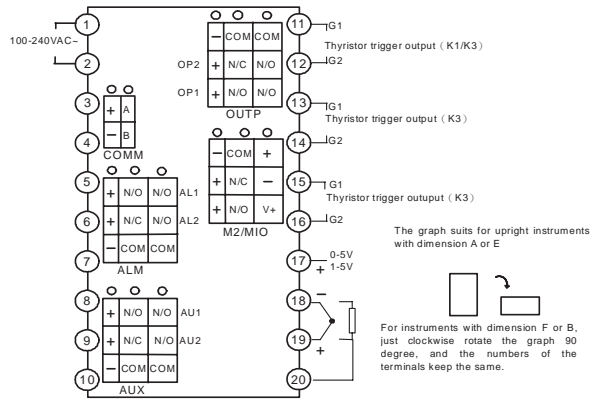 1
100-240VAC~
2
3
4
+ A
− B
COMM
5
6
7
+ N/O N/O AL1
+ N/C N/O AL2
− COM COM
ALM
8
9
10
+ N/O N/O AU1
+ N/C N/O AU2
− COM COM
AUX
− COM COM
OP2 + N/C N/O
OP1 + N/O N/O
OUTP
− COM +
+ N/C −
+ N/O V+
M2/MIO
11 G1
Thyristor trigger output (K1/K3)
12 G2
13 G1
Thyristor trigger output (K3)
14 G2
15 G1
Thyristor trigger outuput (K3)
16 G2
17 0-5V
+ 1-5V
18 −
19 +
20
The graph suits for upright instruments
with dimension A or E
For instruments with dimension F or B,
just clockwise rotate the graph 90
degree, and the numbers of the
terminals keep the same.